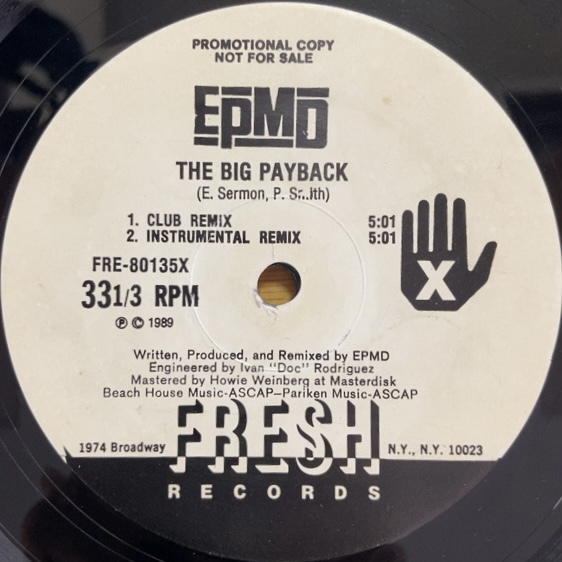 PROMOTIONAL COPY
NOT FOR SALE
EPMD
THE BIG PAYBACK
(E. Sermon, P. Smith)
1. CLUB REMIX 5:01
2. INSTRUMENTAL REMIX 5:01
X
FRE-80135X
33 1/3 RPM
Ⓟ © 1989
Written, Produced, and Remixed by EPMD
Engineered by Ivan "Doc" Rodriguez
Mastered by Howie Weinberg at Masterdisk
Beach House Music-ASCAP–Pariken Music-ASCAP
1974 Broadway FRESH N.Y., N.Y. 10023
RECORDS